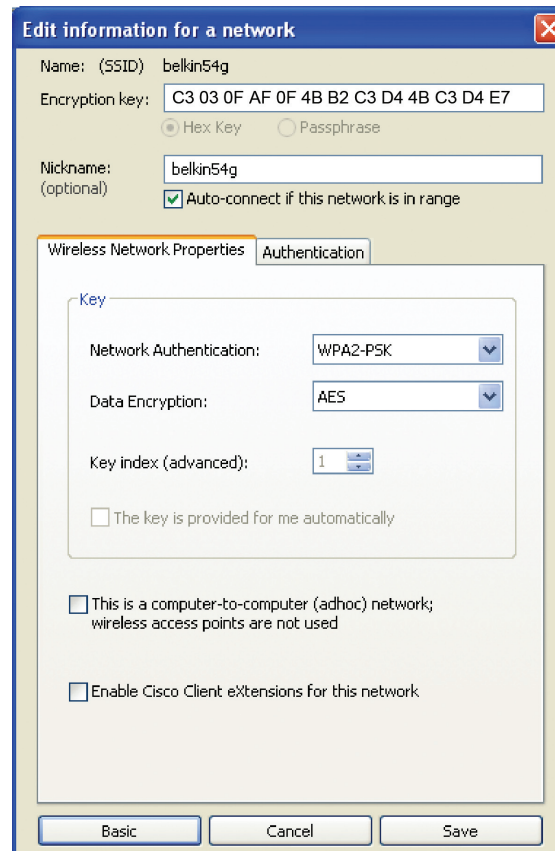 Edit information for a network
Name: (SSID) belkin54g
Encryption key: C3 03 0F AF 0F 4B B2 C3 D4 4B C3 D4 E7
Hex Key Passphrase
Nickname: belkin54g
(optional)
Auto-connect if this network is in range
Wireless Network Properties Authentication
Key
Network Authentication: WPA2-PSK
Data Encryption: AES
Key index (advanced): 1
The key is provided for me automatically
This is a computer-to-computer (adhoc) network;
wireless access points are not used
Enable Cisco Client eXtensions for this network
Basic Cancel Save